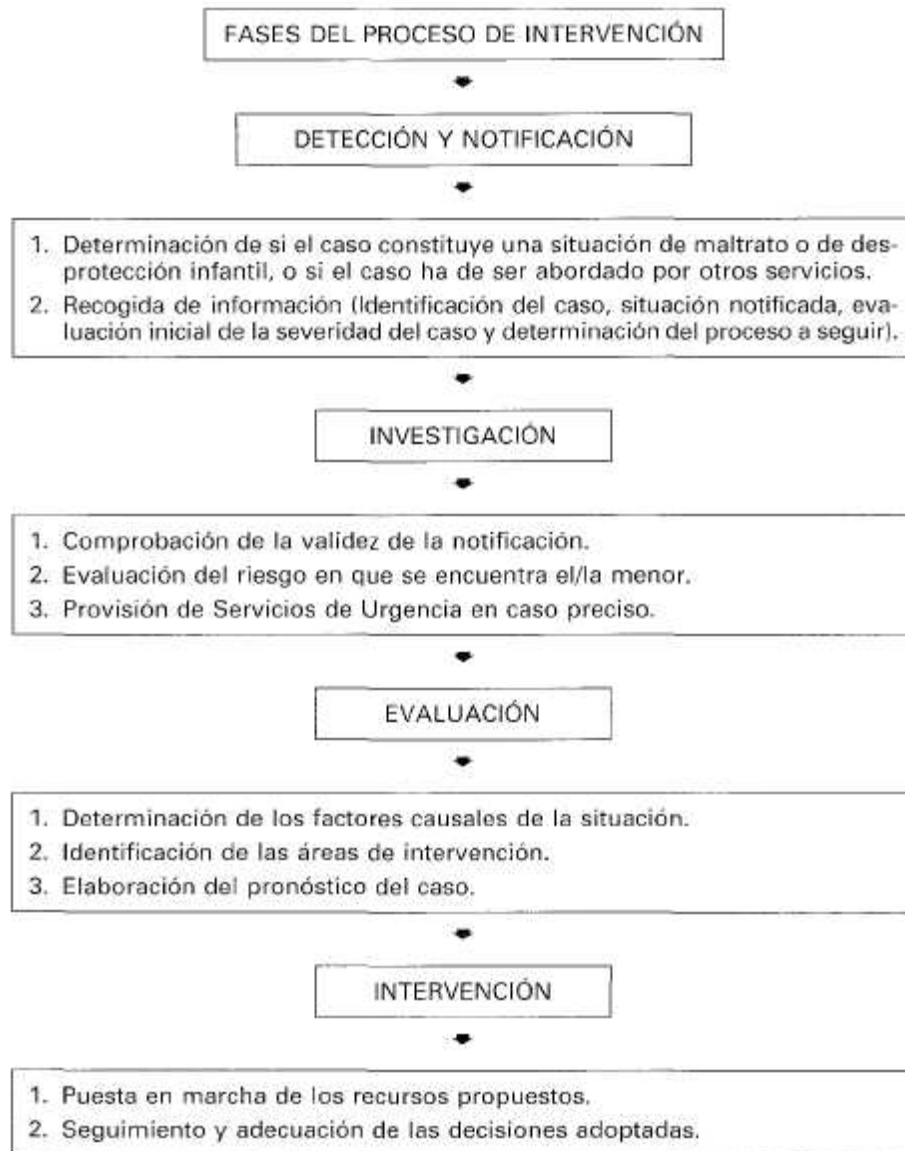 FASES DEL PROCESO DE INTERVENCIÓN
DETECCIÓN Y NOTIFICACIÓN
1. Determinación de si el caso constituye una situación de maltrato o de des-
protección infantil, o si el caso ha de ser abordado por otros servicios.
2. Recogida de información (Identificación del caso, situación notificada, eva-
luación inicial de la severidad del caso y determinación del proceso a seguir).
INVESTIGACIÓN
1. Comprobación de la validez de la notificación.
2. Evaluación del riesgo en que se encuentra el/la menor.
3. Provisión de Servicios de Urgencia en caso preciso.
EVALUACIÓN
1. Determinación de los factores causales de la situación.
2. Identificación de las áreas de intervención.
3. Elaboración del pronóstico del caso.
INTERVENCIÓN
1. Puesta en marcha de los recursos propuestos.
2. Seguimiento y adecuación de las decisiones adoptadas.